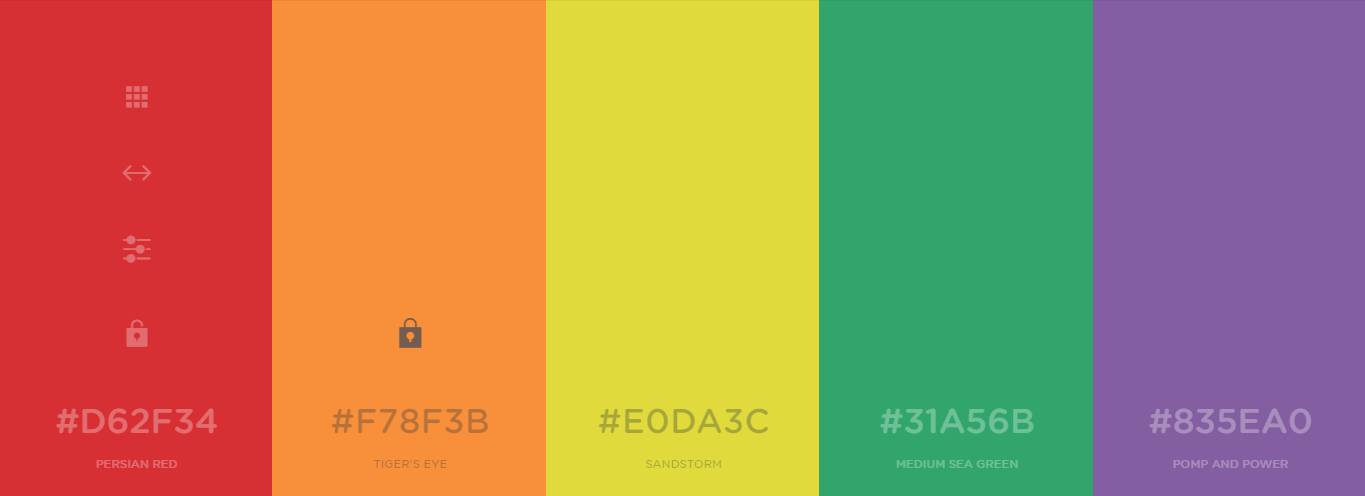 #D62F34
PERSIAN RED
#F78F3B
TIGER'S EYE
#E0DA3C
SANDSTORM
#31A56B
MEDIUM SEA GREEN
#835EA0
POMP AND POWER